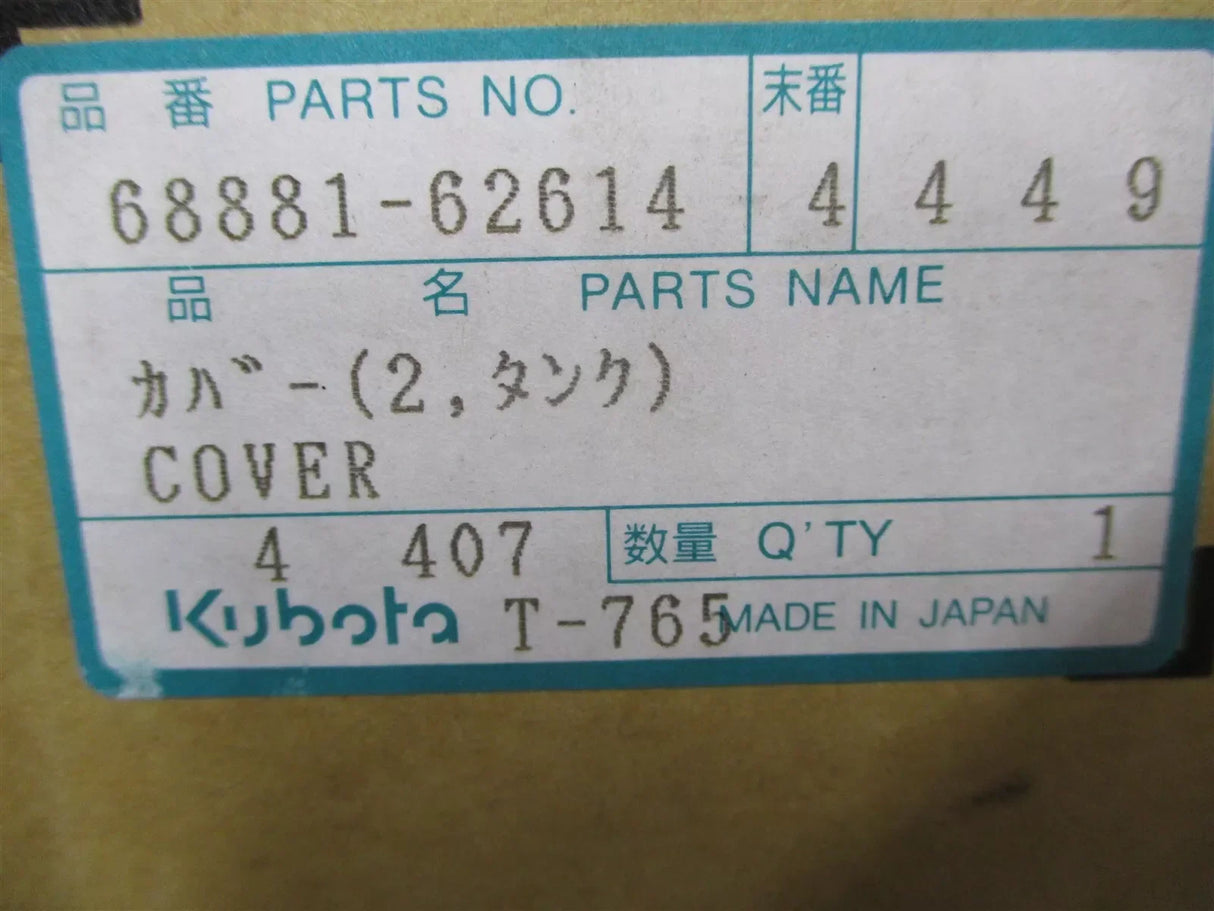 品 番 PARTS NO. 末番
68881-62614 4 4 4 9
品 名 PARTS NAME
カバー(2,タンク)
COVER
4 407 数量 Q'TY 1
Kubota T-765 MADE IN JAPAN